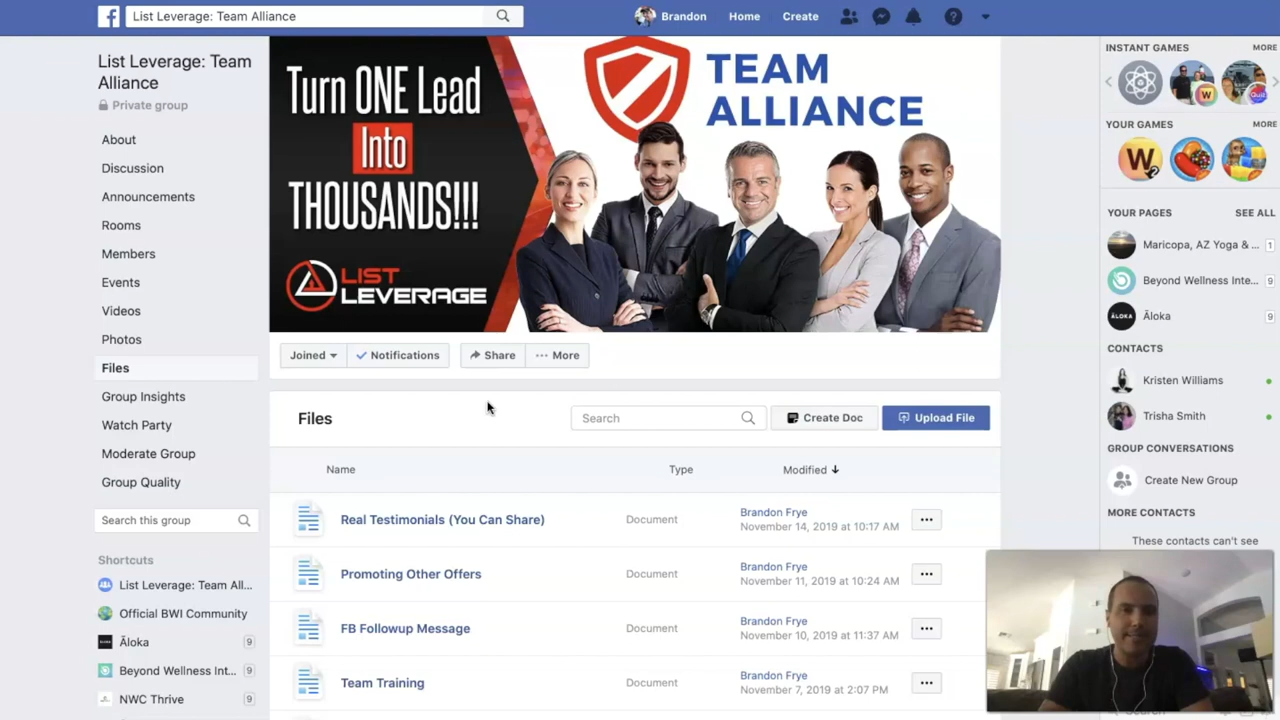 List Leverage: Team Alliance
Brandon
Home
Create
List Leverage: Team
Alliance
Private group
About
Discussion
Announcements
Rooms
Members
Events
Videos
Photos
Files
Group Insights
Watch Party
Moderate Group
Group Quality
Search this group
Shortcuts
List Leverage: Team All...
Official BWI Community
Āloka 9
Beyond Wellness Int... 9
NWC Thrive 9
Turn ONE Lead
Into
THOUSANDS!!!
LIST
LEVERAGE
TEAM
ALLIANCE
Joined
Notifications
Share
More
Files
Search
Create Doc
Upload File
Name Type Modified
Real Testimonials (You Can Share) Document Brandon Frye
November 14, 2019 at 10:17 AM
Promoting Other Offers Document Brandon Frye
November 11, 2019 at 10:24 AM
FB Followup Message Document Brandon Frye
November 10, 2019 at 11:37 AM
Team Training Document Brandon Frye
November 7, 2019 at 2:07 PM
INSTANT GAMES MORE
W
Quiz
YOUR GAMES MORE
W
2
YOUR PAGES SEE ALL
Maricopa, AZ Yoga & ... 1
Beyond Wellness Inte... 9
ĀLOKA
Āloka 9
CONTACTS
Kristen Williams
Trisha Smith
GROUP CONVERSATIONS
Create New Group
MORE CONTACTS
These contacts can't see